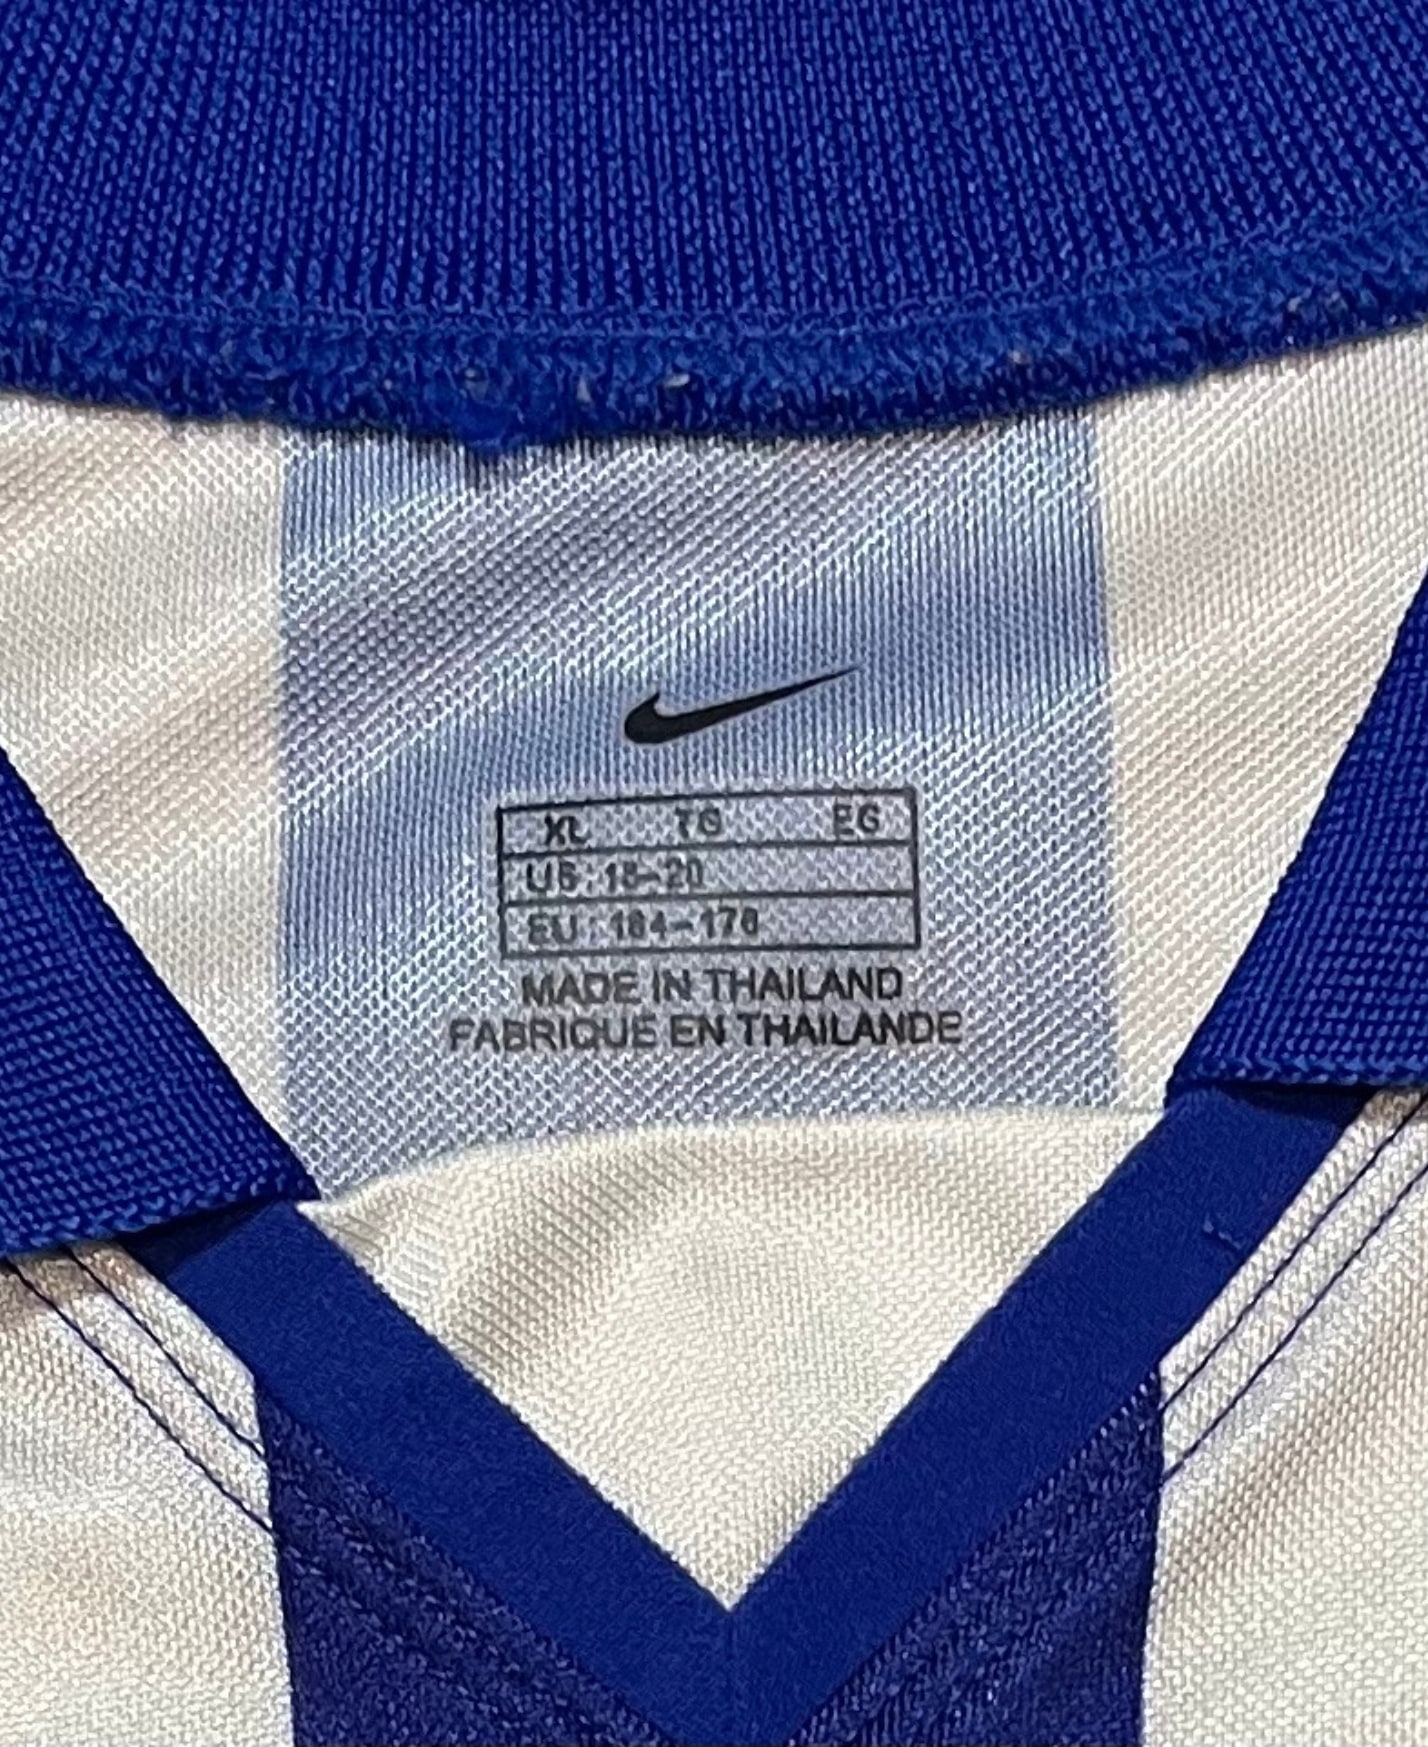 XL TG EG
US: 18-20
EU: 164-176
MADE IN THAILAND
FABRIQUE EN THAILANDE